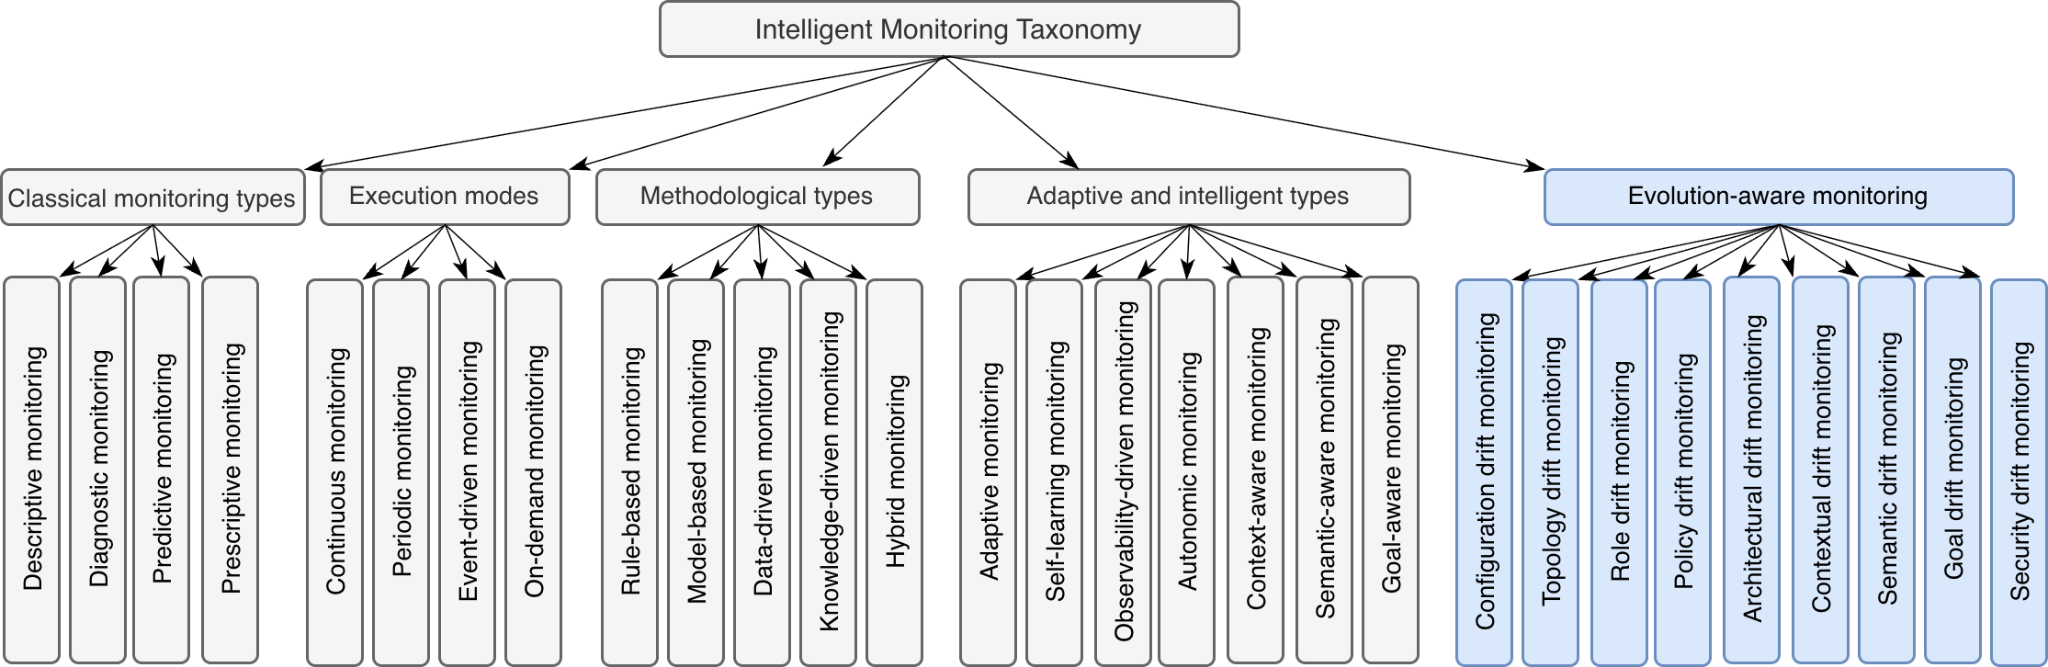 Intelligent Monitoring Taxonomy
Classical monitoring types
Execution modes
Methodological types
Adaptive and intelligent types
Evolution-aware monitoring
Descriptive monitoring
Diagnostic monitoring
Predictive monitoring
Prescriptive monitoring
Continuous monitoring
Periodic monitoring
Event-driven monitoring
On-demand monitoring
Rule-based monitoring
Model-based monitoring
Data-driven monitoring
Knowledge-driven monitoring
Hybrid monitoring
Adaptive monitoring
Self-learning monitoring
Observability-driven monitoring
Autonomic monitoring
Context-aware monitoring
Semantic-aware monitoring
Goal-aware monitoring
Configuration drift monitoring
Topology drift monitoring
Role drift monitoring
Policy drift monitoring
Architectural drift monitoring
Contextual drift monitoring
Semantic drift monitoring
Goal drift monitoring
Security drift monitoring